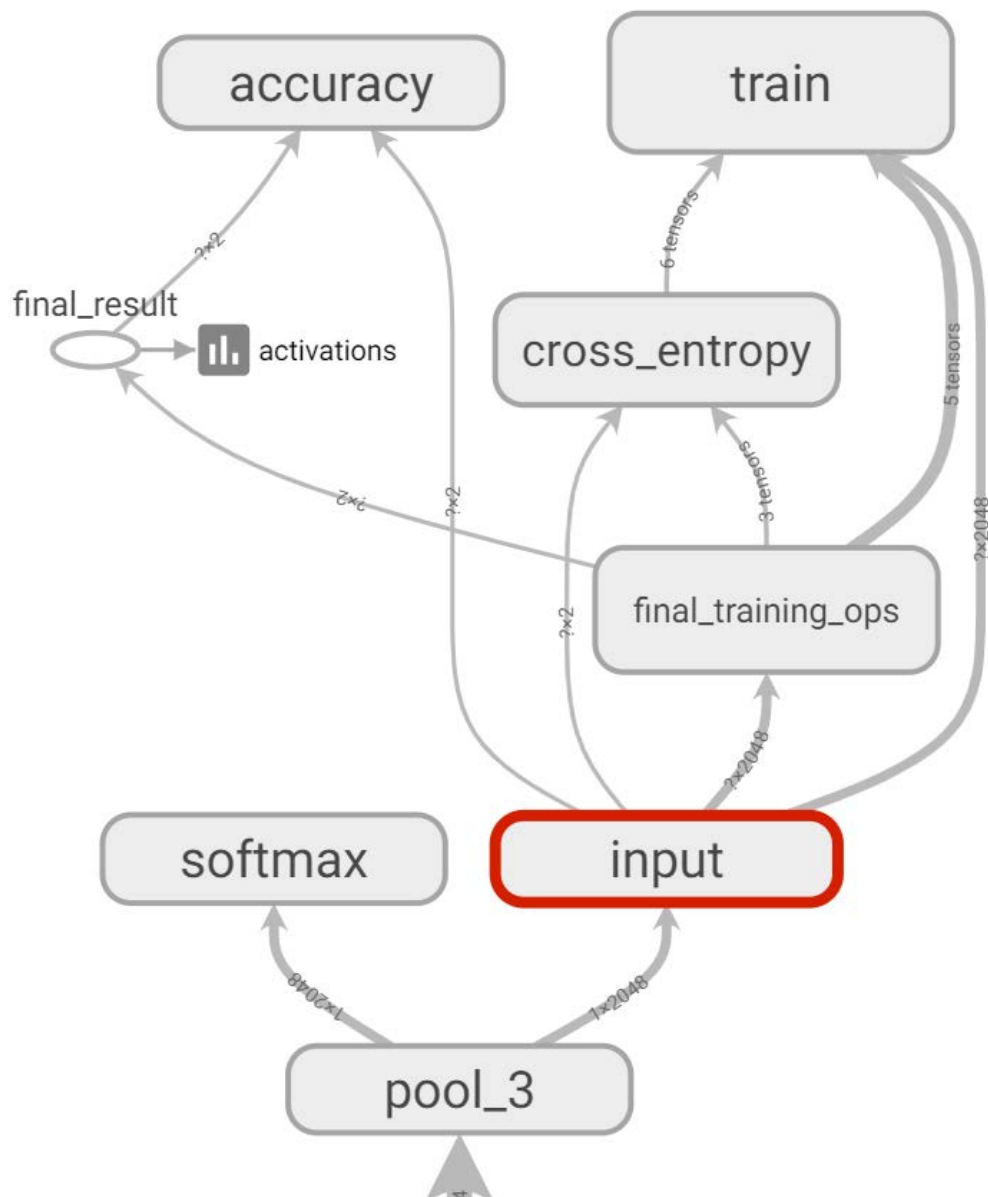 accuracy
train
6 tensors
?×2
final_result
activations
cross_entropy
5 tensors
3 tensors
?×2
?×2
?×2048
?×2
final_training_ops
?×2048
softmax
input
1×2048
1×2048
pool_3